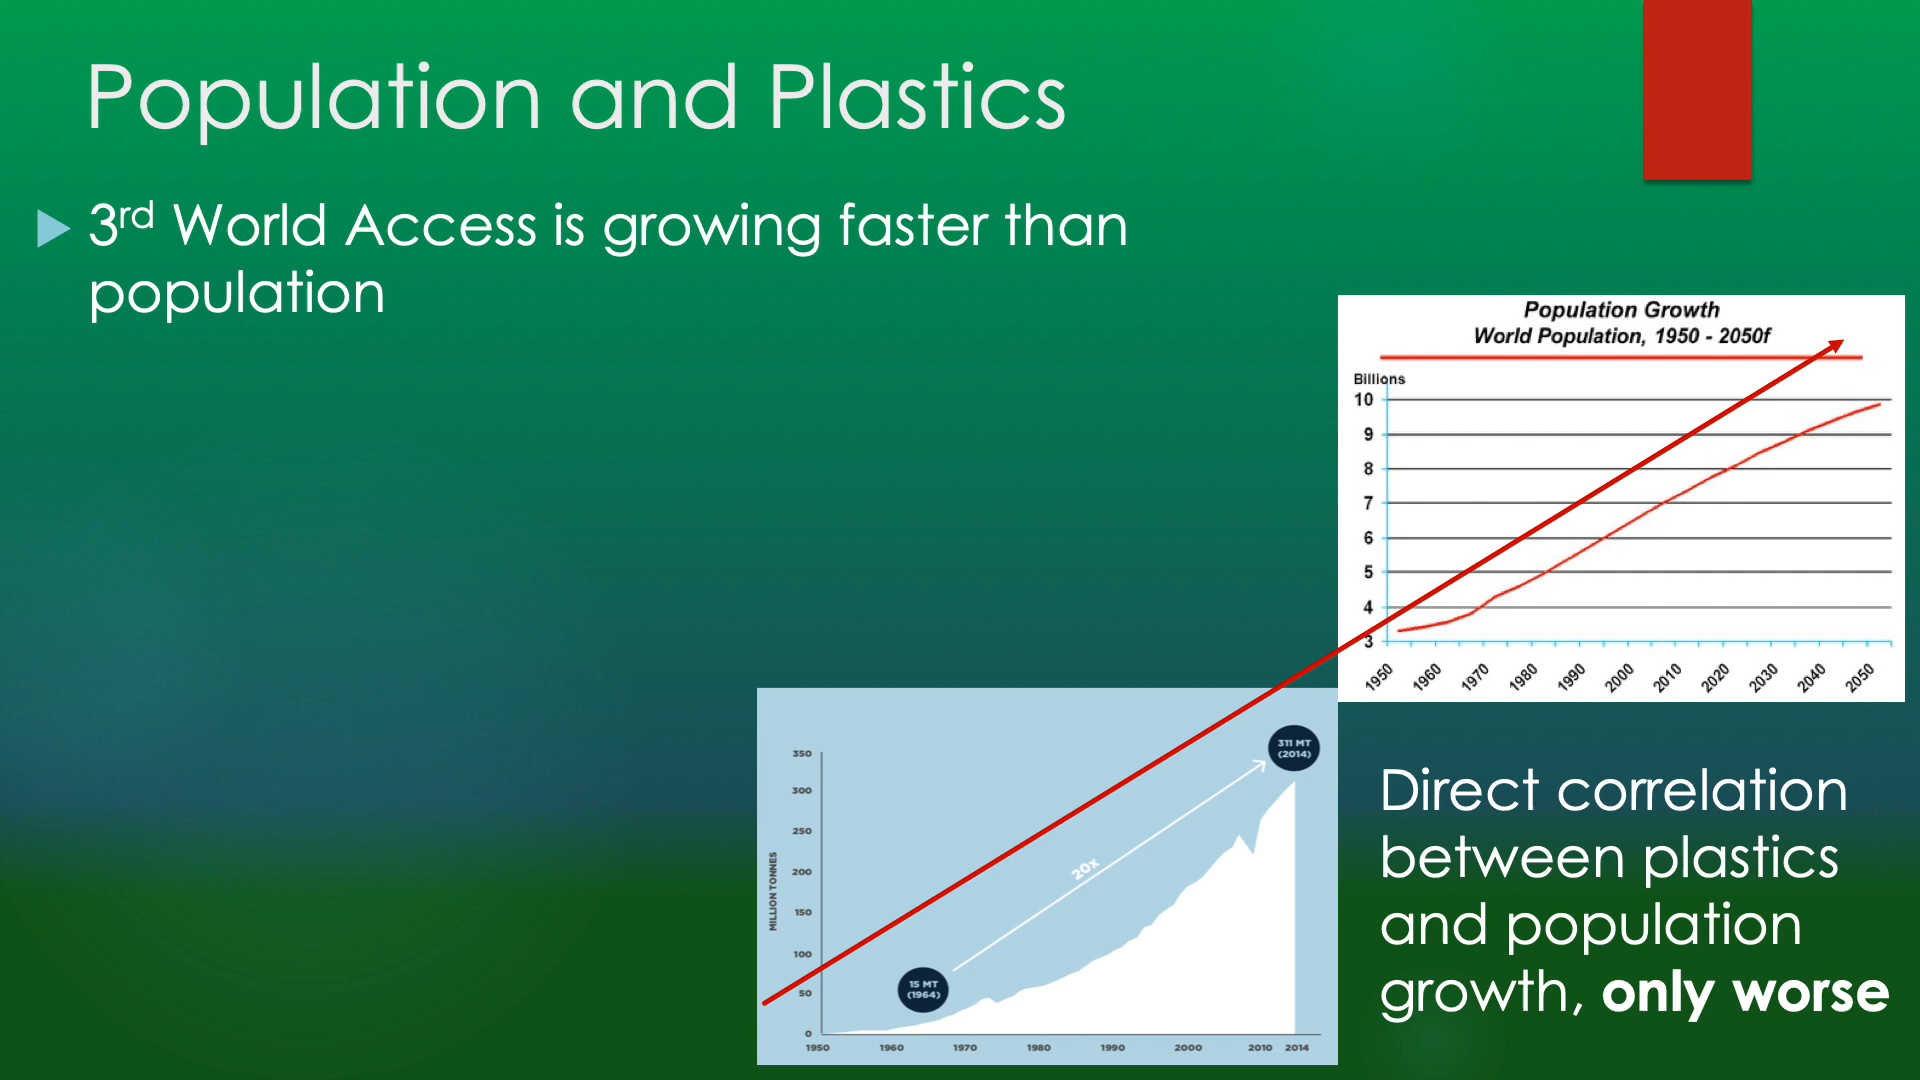 Population and Plastics
3rd World Access is growing faster than
population
Population Growth
World Population, 1950 - 2050f
Billions
10
9
8
7
6
5
4
3
1950 1960 1970 1980 1990 2000 2010 2020 2030 2040 2050
311 MT
(2014)
350
300
250
200
150
100
50
0
MILLION TONNES
20x
15 MT
(1964)
1950 1960 1970 1980 1990 2000 2010 2014
Direct correlation
between plastics
and population
growth, only worse